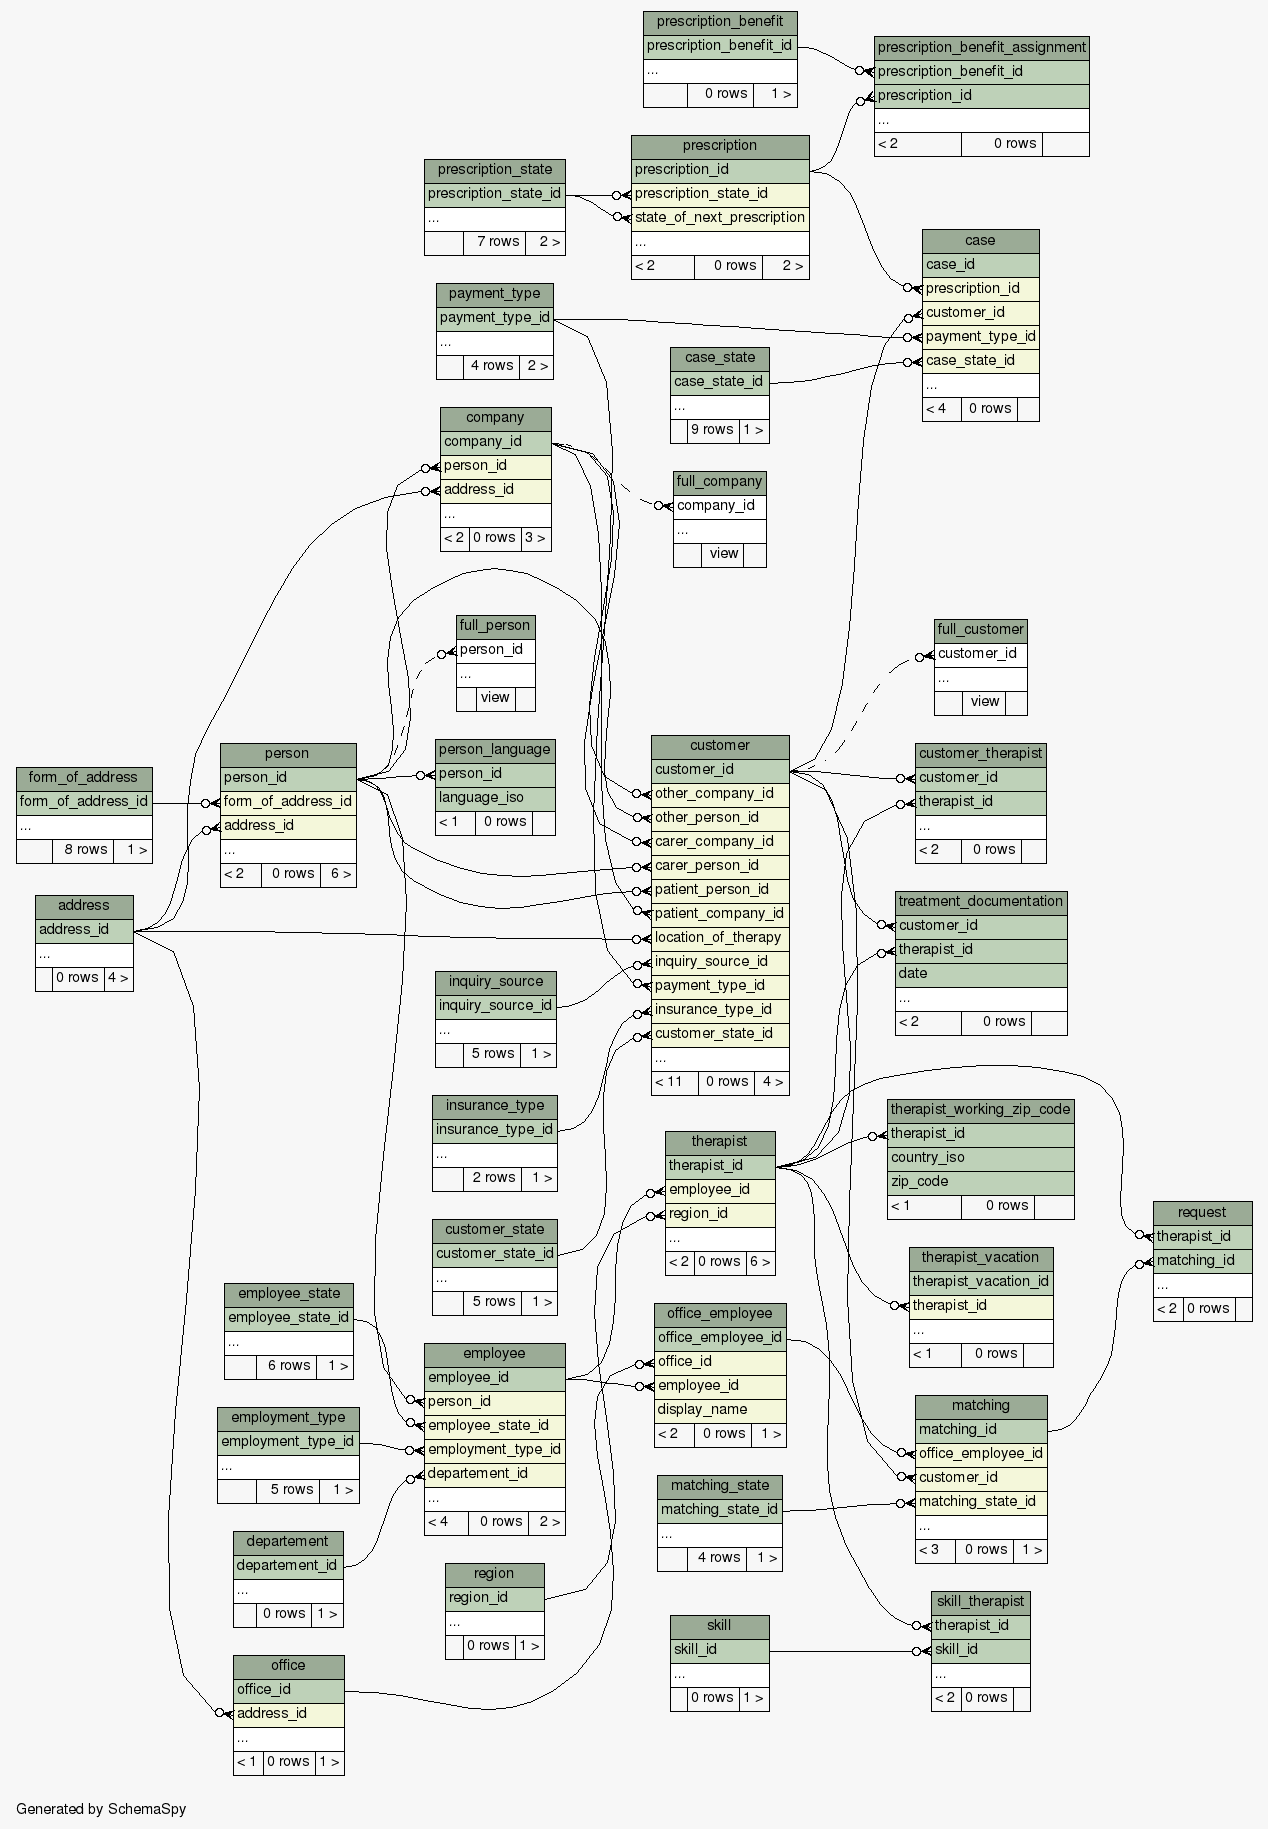 prescription_benefit
prescription_benefit_id
...
0 rows 1 >
prescription_benefit_assignment
prescription_benefit_id
prescription_id
...
< 2 0 rows
prescription
prescription_id
prescription_state_id
state_of_next_prescription
...
< 2 0 rows 2 >
prescription_state
prescription_state_id
...
7 rows 2 >
case
case_id
prescription_id
customer_id
payment_type_id
case_state_id
...
< 4 0 rows
payment_type
payment_type_id
...
4 rows 2 >
case_state
case_state_id
...
9 rows 1 >
company
company_id
person_id
address_id
...
< 2 0 rows 3 >
full_company
company_id
...
view
full_person
person_id
...
view
full_customer
customer_id
...
view
person
person_id
form_of_address_id
address_id
...
< 2 0 rows 6 >
person_language
person_id
language_iso
< 1 0 rows
customer
customer_id
other_company_id
other_person_id
carer_company_id
carer_person_id
patient_person_id
patient_company_id
location_of_therapy
inquiry_source_id
payment_type_id
insurance_type_id
customer_state_id
...
< 11 0 rows 4 >
customer_therapist
customer_id
therapist_id
...
< 2 0 rows
form_of_address
form_of_address_id
...
8 rows 1 >
address
address_id
...
0 rows 4 >
treatment_documentation
customer_id
therapist_id
date
...
< 2 0 rows
inquiry_source
inquiry_source_id
...
5 rows 1 >
insurance_type
insurance_type_id
...
2 rows 1 >
therapist
therapist_id
employee_id
region_id
...
< 2 0 rows 6 >
therapist_working_zip_code
therapist_id
country_iso
zip_code
< 1 0 rows
request
therapist_id
matching_id
...
< 2 0 rows
customer_state
customer_state_id
...
5 rows 1 >
therapist_vacation
therapist_vacation_id
therapist_id
...
< 1 0 rows
employee_state
employee_state_id
...
6 rows 1 >
office_employee
office_employee_id
office_id
employee_id
display_name
< 2 0 rows 1 >
employee
employee_id
person_id
employee_state_id
employment_type_id
departement_id
...
< 4 0 rows 2 >
matching
matching_id
office_employee_id
customer_id
matching_state_id
...
< 3 0 rows 1 >
employment_type
employment_type_id
...
5 rows 1 >
matching_state
matching_state_id
...
4 rows 1 >
departement
departement_id
...
0 rows 1 >
region
region_id
...
0 rows 1 >
skill_therapist
therapist_id
skill_id
...
< 2 0 rows
skill
skill_id
...
0 rows 1 >
office
office_id
address_id
...
< 1 0 rows 1 >
Generated by SchemaSpy